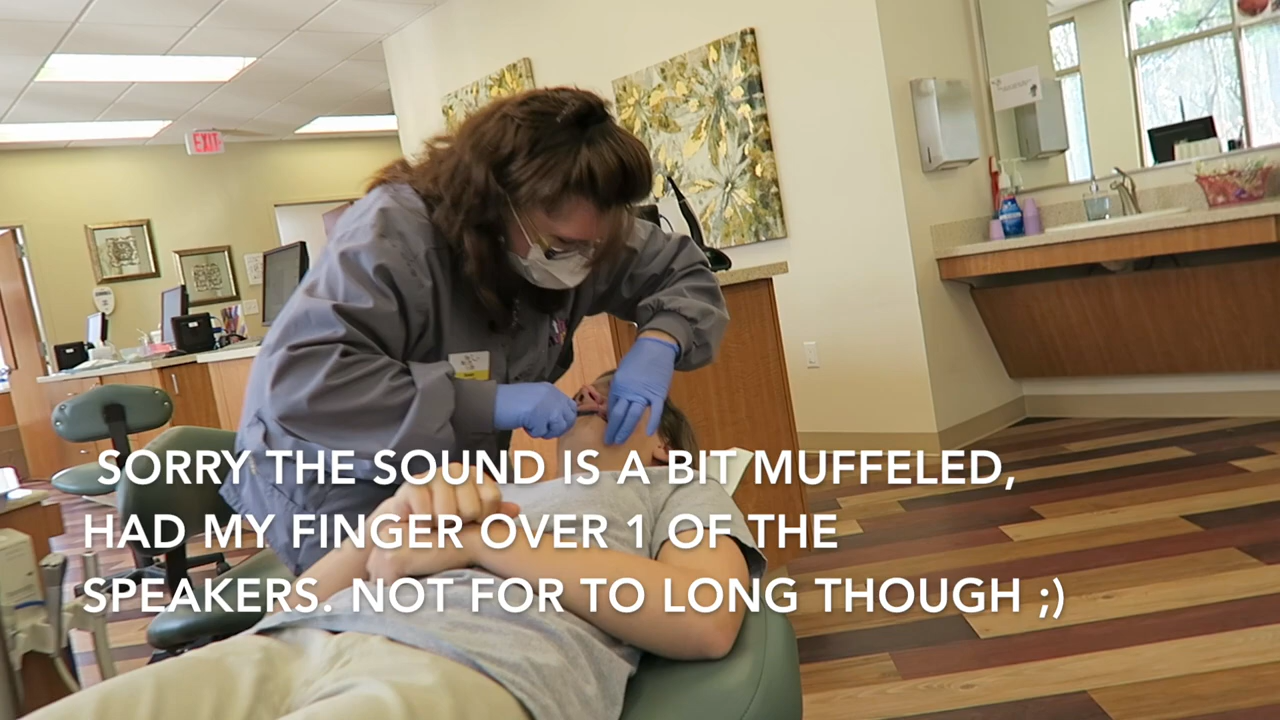 EXIT
SORRY THE SOUND IS A BIT MUFFELED,
HAD MY FINGER OVER 1 OF THE
SPEAKERS. NOT FOR TO LONG THOUGH ;)